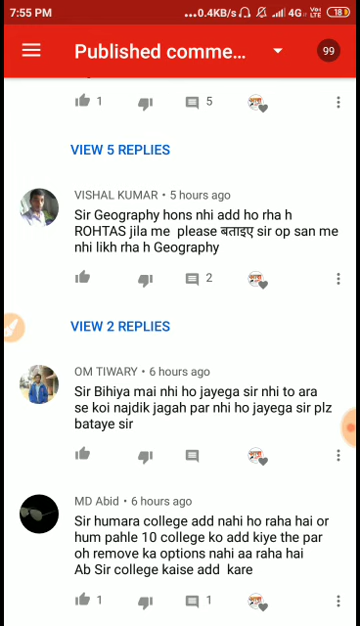 7:55 PM ...0.4KB/s 4G VoLTE 18
Published comme... 99
1 5
VIEW 5 REPLIES
VISHAL KUMAR • 5 hours ago
Sir Geography hons nhi add ho rha h
ROHTAS jila me please बताइए sir op san me
nhi likh rha h Geography
2
VIEW 2 REPLIES
OM TIWARY • 6 hours ago
Sir Bihiya mai nhi ho jayega sir nhi to ara
se koi najdik jagah par nhi ho jayega sir plz
bataye sir
MD Abid • 6 hours ago
Sir humara college add nahi ho raha hai or
hum pahle 10 college ko add kiye the par
oh remove ka options nahi aa raha hai
Ab Sir college kaise add kare
1 1